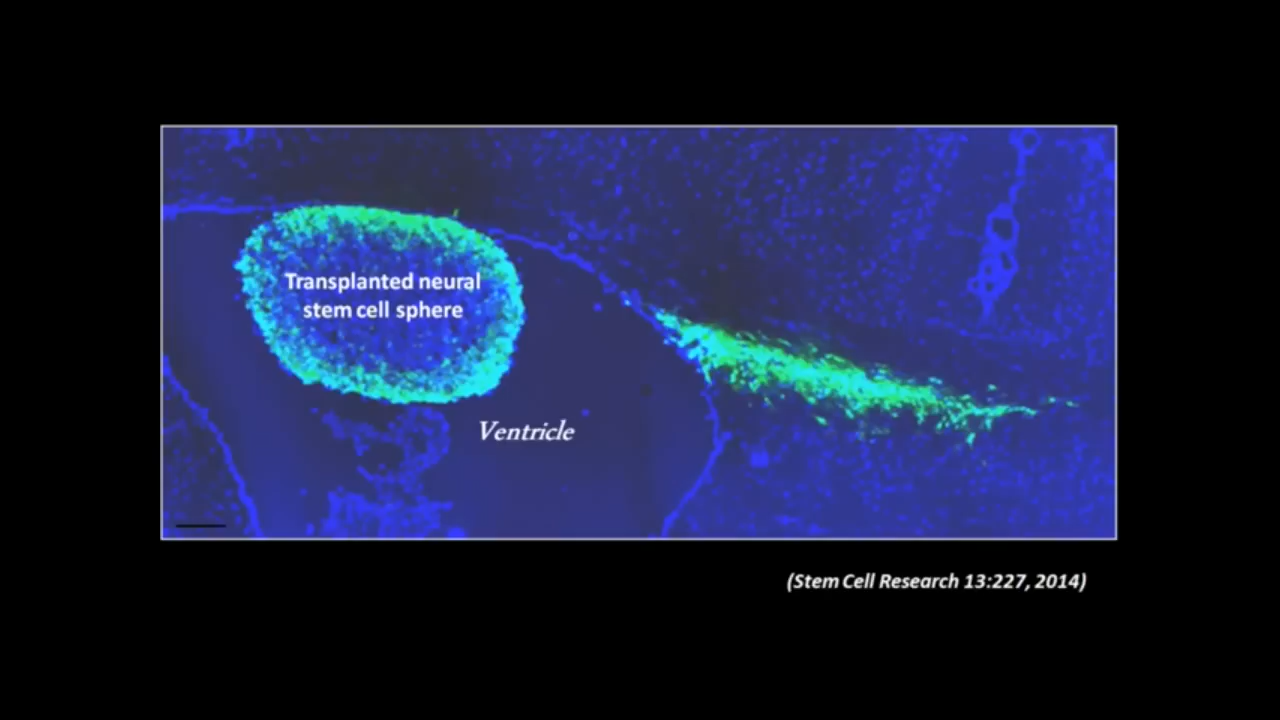 Transplanted neural
stem cell sphere
Ventricle
(Stem Cell Research 13:227, 2014)